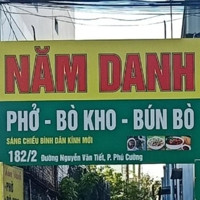 NĂM DANH
PHỞ - BÒ KHO - BÚN BÒ
SÁNG CHIỀU BÌNH DÂN KÍNH MỜI
182/2 Đường Nguyễn Văn Tiết, P. Phú Cường